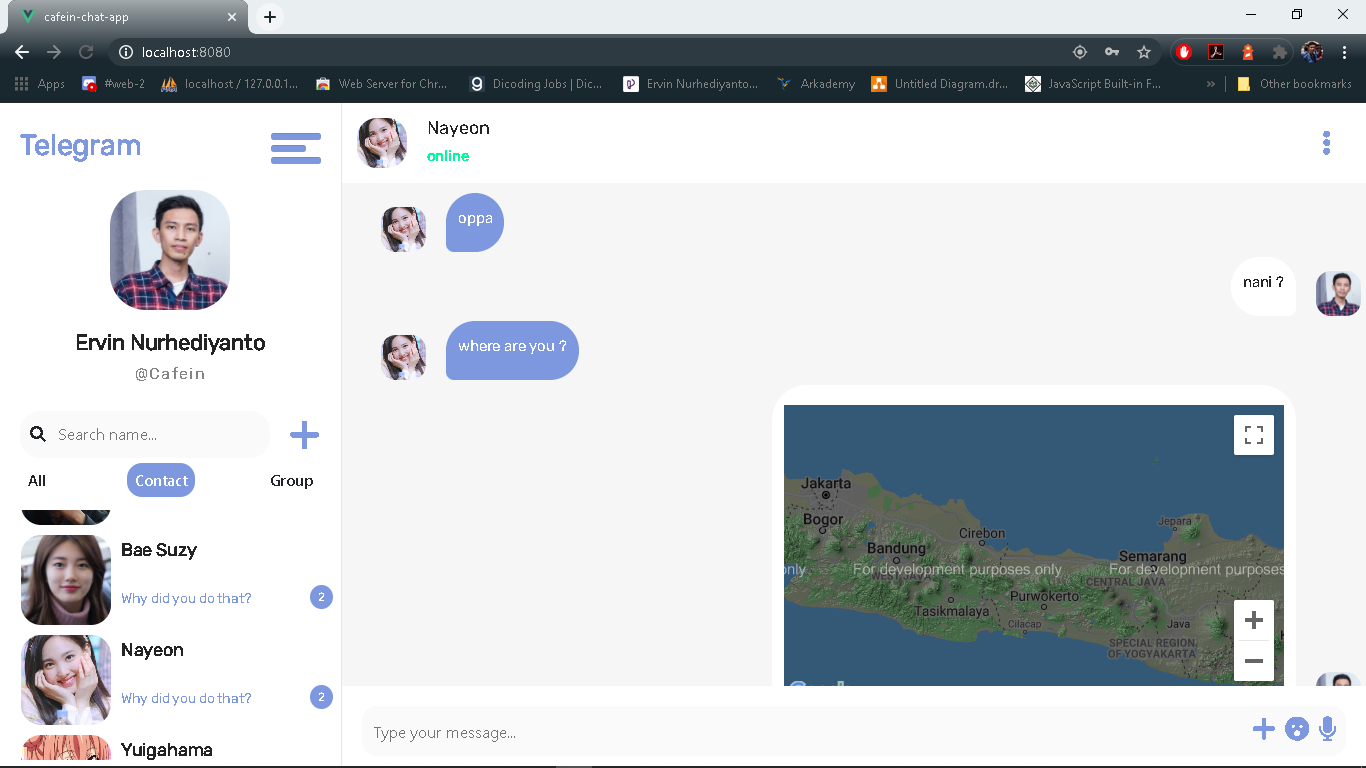 cafein-chat-app
localhost:8080
Apps
#web-2
localhost / 127.0.0.1...
Web Server for Chr...
Dicoding Jobs | Dic...
Ervin Nurhediyanto...
Arkademy
Untitled Diagram.dr...
JavaScript Built-in F...
»
Other bookmarks
Telegram
Ervin Nurhediyanto
@Cafein
Search name...
All
Contact
Group
Bae Suzy
Why did you do that?
2
Nayeon
Why did you do that?
2
Yuigahama
Nayeon
online
oppa
nani ?
where are you ?
Jakarta
Bogor
Cirebon
Jepara
Bandung
Semarang
only
For development purposes only
For development purposes
WEST JAVA
CENTRAL JAVA
Tasikmalaya
Purwokerto
Cilacap
Java
SPECIAL REGION
OF YOGYAKARTA
Type your message...